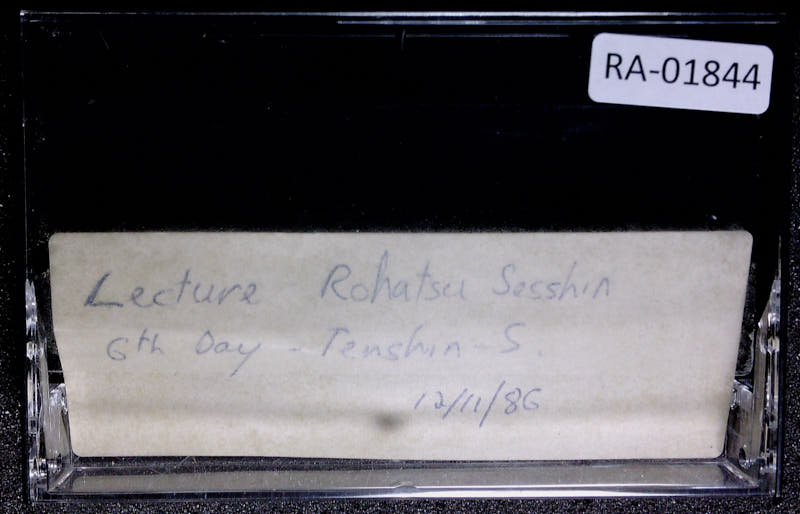 RA-01844
Lecture Rohatsu Sesshin
6th Day - Tenshin - S.
12/11/86